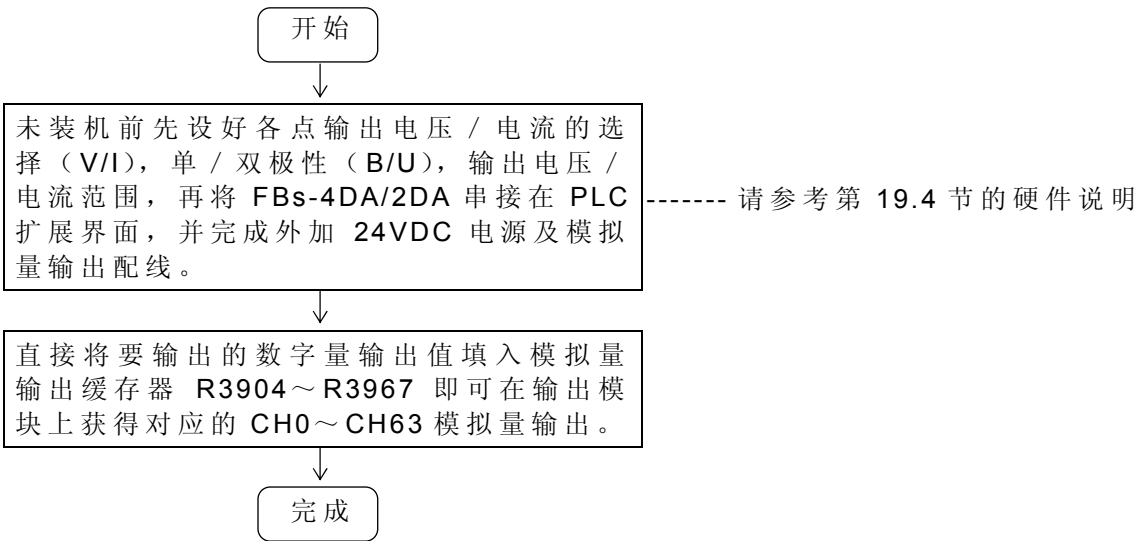 开始
未装机前先设好各点输出电压／电流的选
择（V/I），单／双极性（B/U），输出电压／
电流范围，再将 FBs-4DA/2DA 串接在 PLC
扩展界面，并完成外加 24VDC 电源及模拟
量输出配线。
------- 请参考第 19.4 节的硬件说明
直接将要输出的数字量输出值填入模拟量
输出缓存器 R3904～R3967 即可在输出模
块上获得对应的 CH0～CH63 模拟量输出。
完成